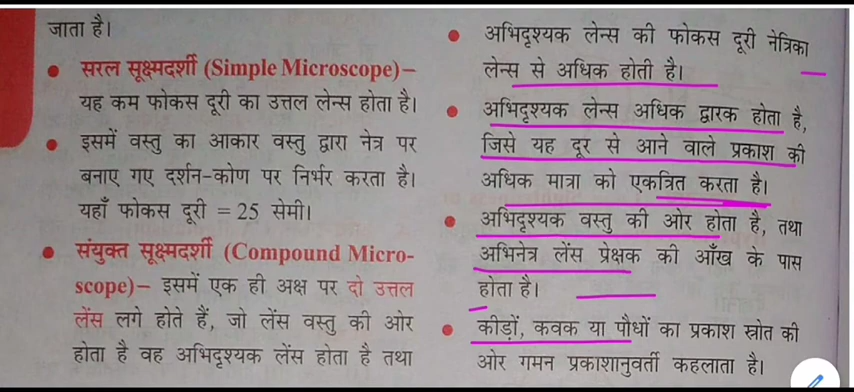 जाता है।
सरल सूक्ष्मदर्शी (Simple Microscope)–
यह कम फोकस दूरी का उत्तल लेन्स होता है।
इसमें वस्तु का आकार वस्तु द्वारा नेत्र पर
बनाए गए दर्शन-कोण पर निर्भर करता है।
यहाँ फोकस दूरी = 25 सेमी।
संयुक्त सूक्ष्मदर्शी (Compound Micro-
scope)– इसमें एक ही अक्ष पर दो उत्तल
लेंस लगे होते हैं, जो लेंस वस्तु की ओर
होता है वह अभिदृश्यक लेंस होता है तथा
अभिदृश्यक लेन्स की फोकस दूरी नेत्रिका
लेन्स से अधिक होती है।
अभिदृश्यक लेन्स अधिक द्वारक होता है,
जिसे यह दूर से आने वाले प्रकाश की
अधिक मात्रा को एकत्रित करता है।
अभिदृश्यक वस्तु की ओर होता है, तथा
अभिनेत्र लेंस प्रेक्षक की आँख के पास
होता है।
कीड़ों, कवक या पौधों का प्रकाश स्रोत की
ओर गमन प्रकाशानुवर्ती कहलाता है।